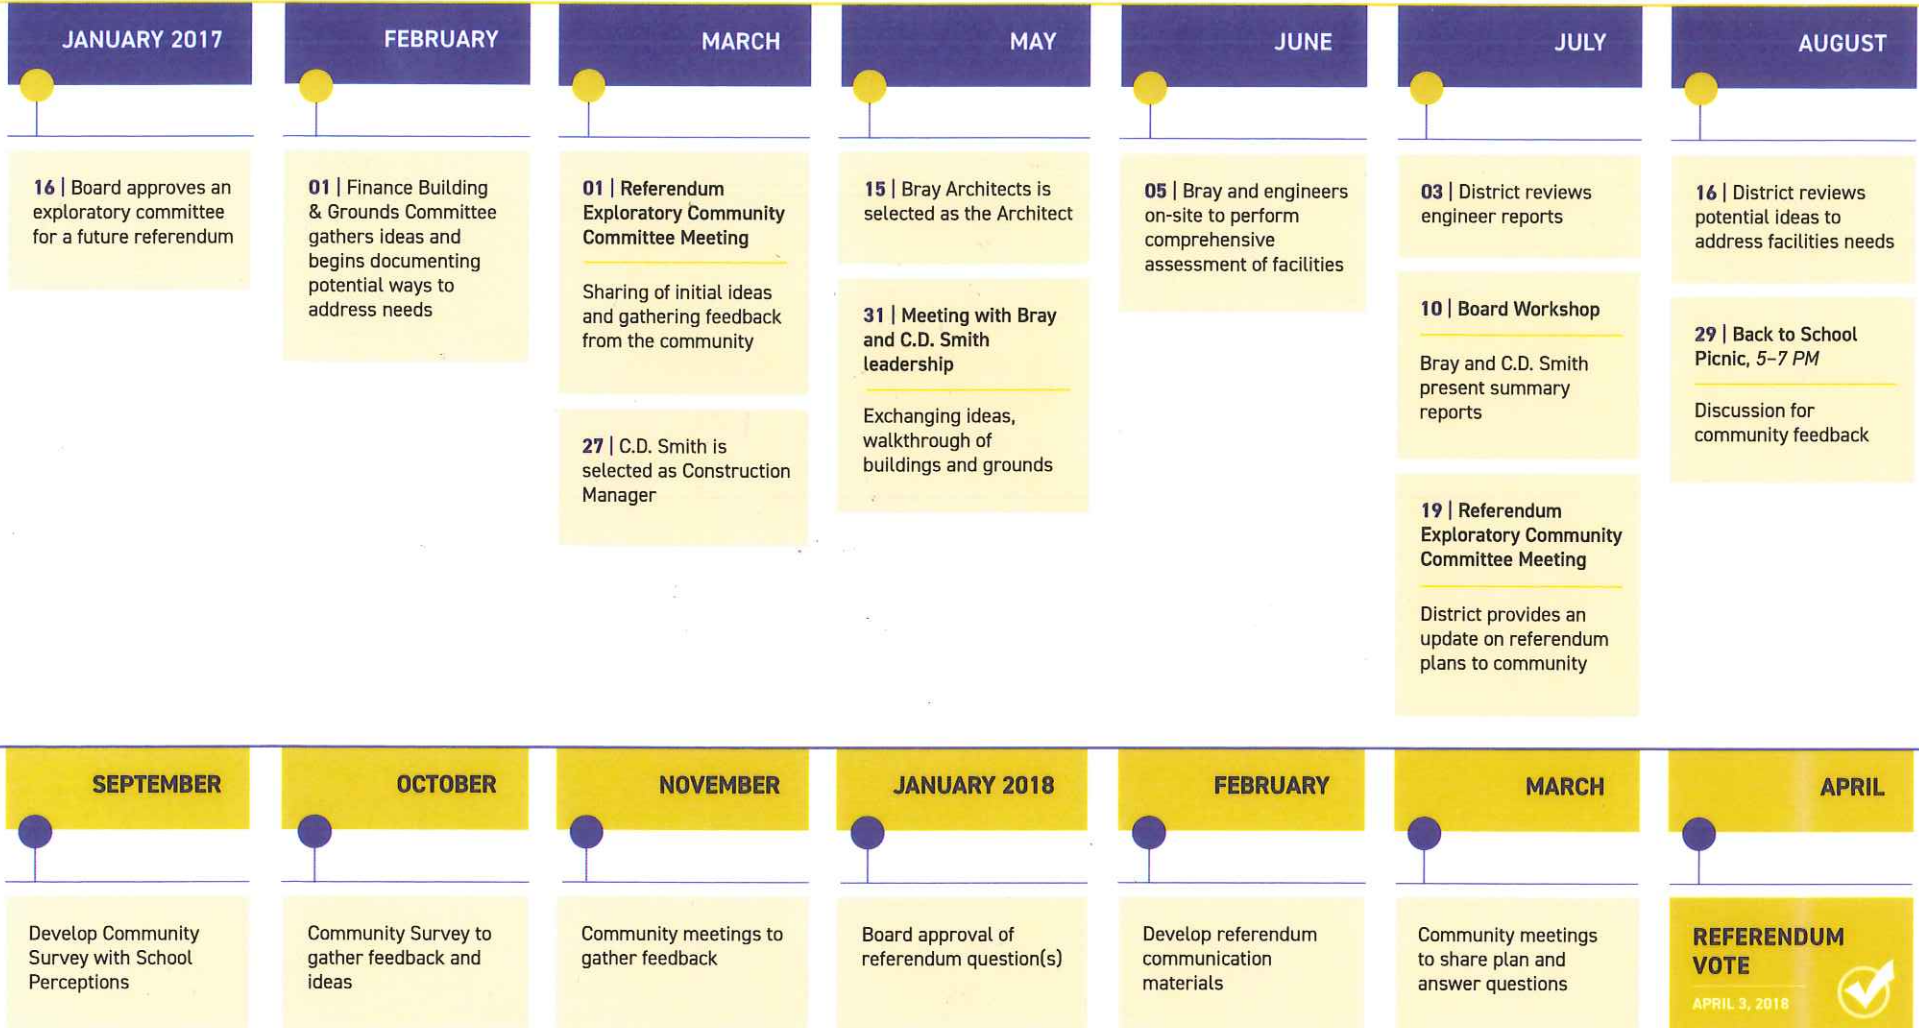 JANUARY 2017
16 | Board approves an
exploratory committee
for a future referendum
FEBRUARY
01 | Finance Building
& Grounds Committee
gathers ideas and
begins documenting
potential ways to
address needs
MARCH
01 | Referendum
Exploratory Community
Committee Meeting
Sharing of initial ideas
and gathering feedback
from the community
27 | C.D. Smith is
selected as Construction
Manager
MAY
15 | Bray Architects is
selected as the Architect
31 | Meeting with Bray
and C.D. Smith
leadership
Exchanging ideas,
walkthrough of
buildings and grounds
JUNE
05 | Bray and engineers
on-site to perform
comprehensive
assessment of facilities
JULY
03 | District reviews
engineer reports
10 | Board Workshop
Bray and C.D. Smith
present summary
reports
19 | Referendum
Exploratory Community
Committee Meeting
District provides an
update on referendum
plans to community
AUGUST
16 | District reviews
potential ideas to
address facilities needs
29 | Back to School
Picnic, 5–7 PM
Discussion for
community feedback
SEPTEMBER
Develop Community
Survey with School
Perceptions
OCTOBER
Community Survey to
gather feedback and
ideas
NOVEMBER
Community meetings to
gather feedback
JANUARY 2018
Board approval of
referendum question(s)
FEBRUARY
Develop referendum
communication
materials
MARCH
Community meetings
to share plan and
answer questions
APRIL
REFERENDUM
VOTE
APRIL 3, 2018